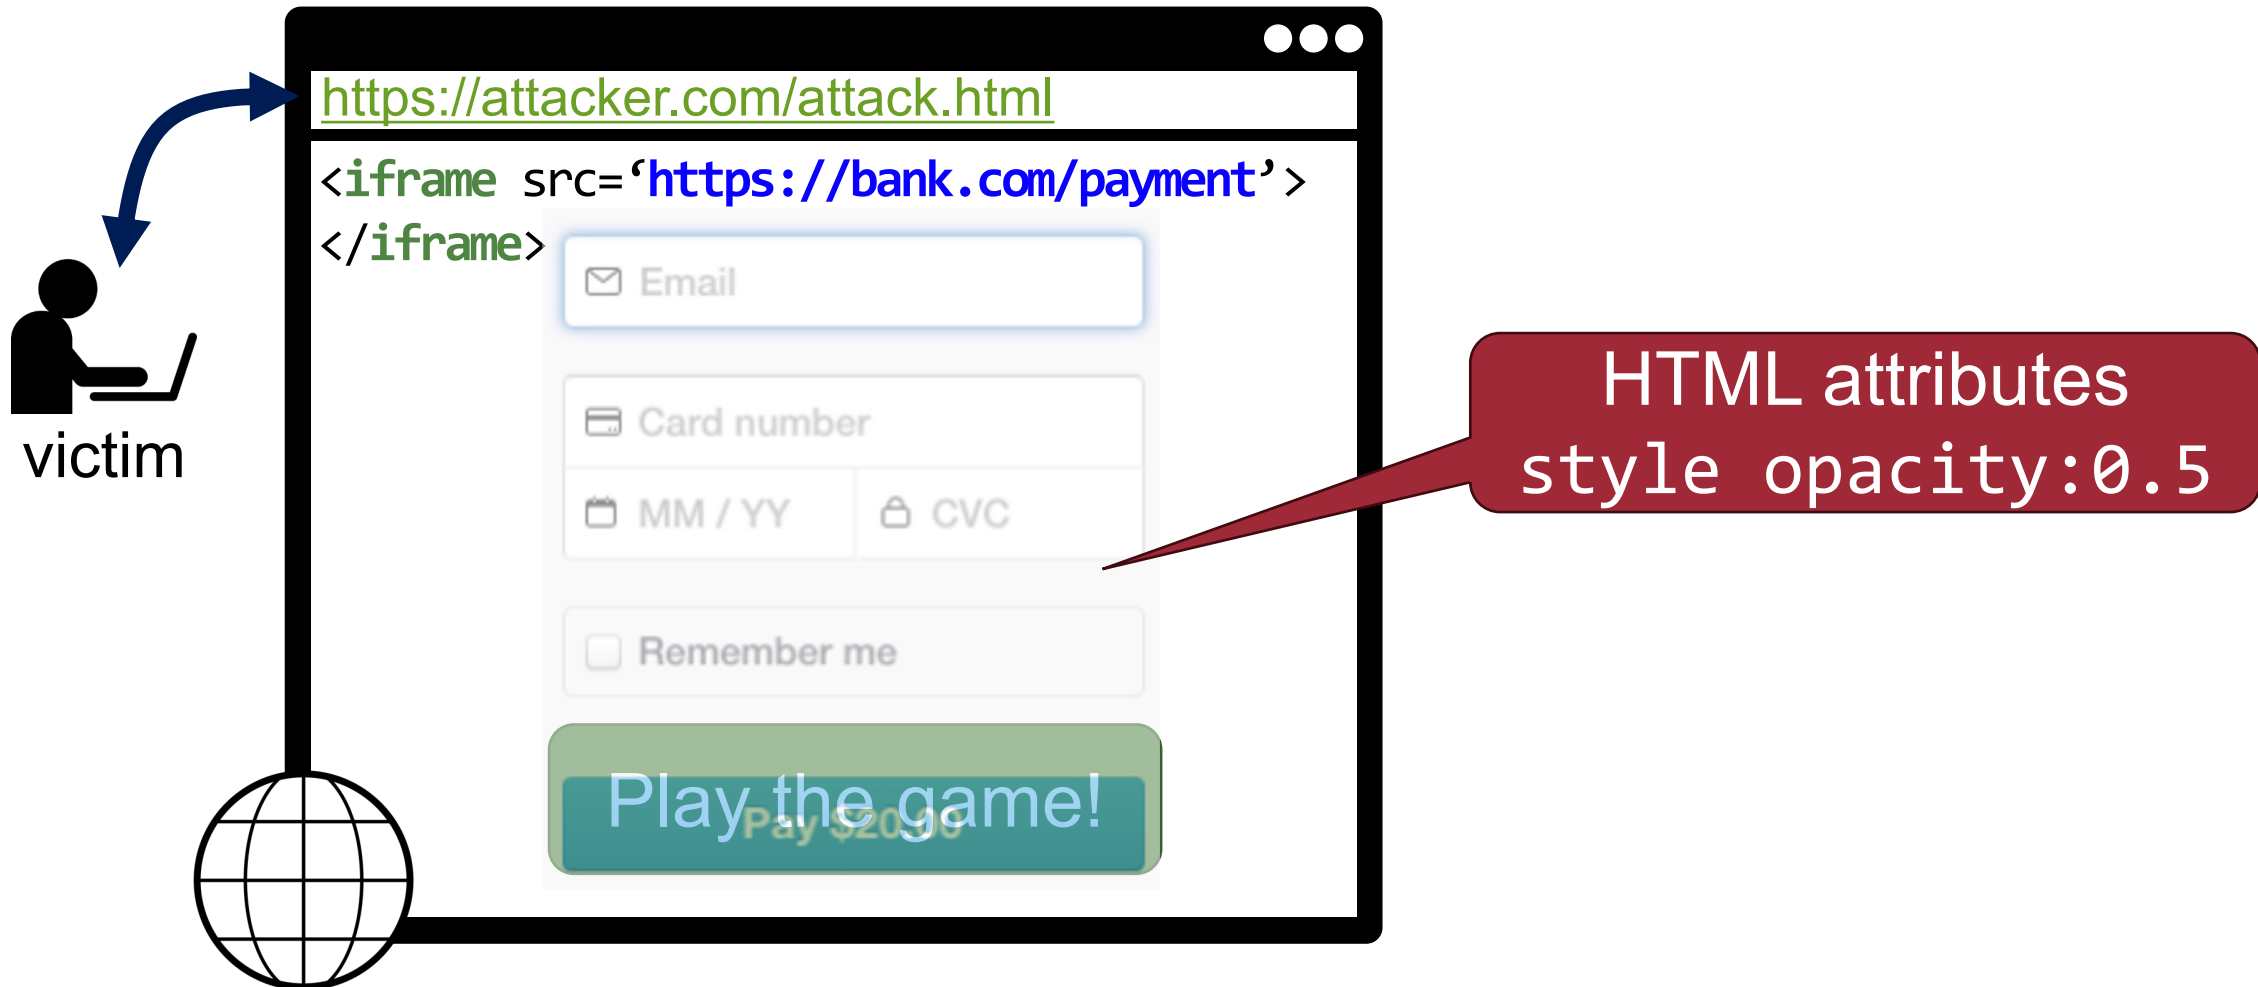 https://attacker.com/attack.html
<iframe src=‘https://bank.com/payment’>
</iframe>
Email
Card number
MM / YY
CVC
Remember me
Play the game!
Pay $20.00
victim
HTML attributes
style opacity:0.5